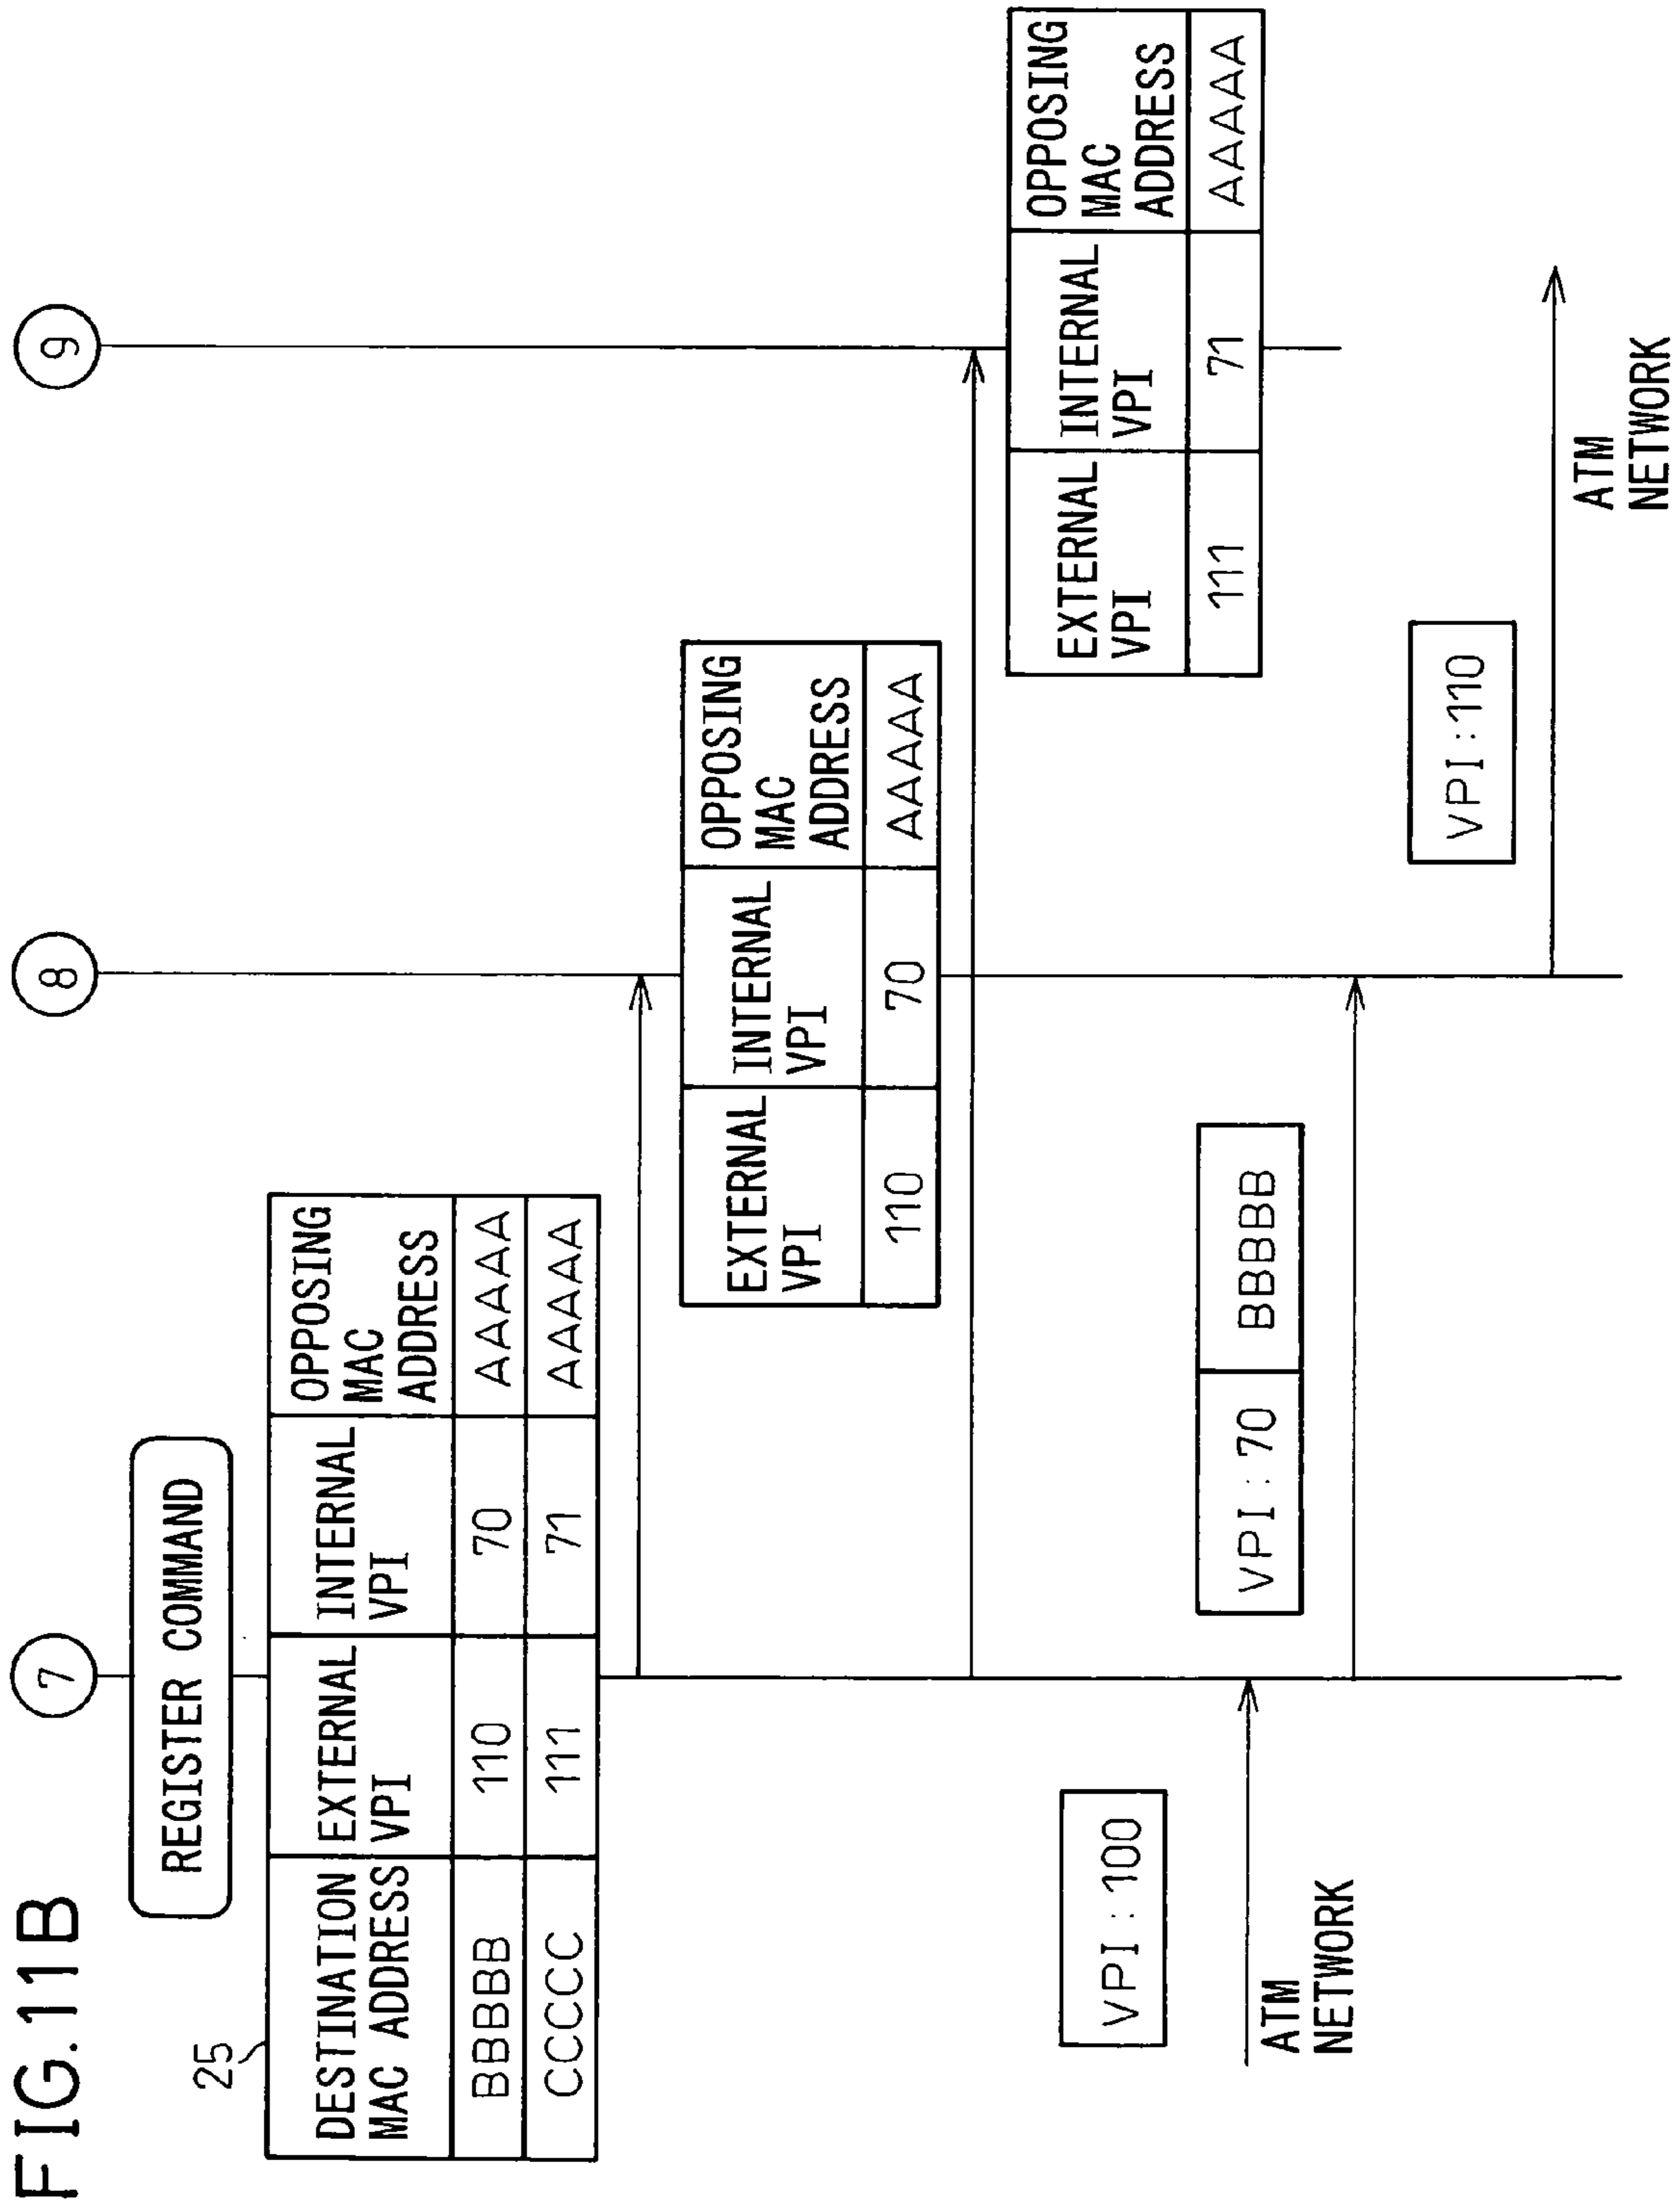 FIG.11B
7
8
9
REGISTER COMMAND
25
DESTINATION
MAC ADDRESS
EXTERNAL
VPI
INTERNAL
VPI
OPPOSING
MAC
ADDRESS
BBBBB
110
70
AAAAA
CCCCC
111
71
AAAAA
EXTERNAL
VPI
INTERNAL
VPI
OPPOSING
MAC
ADDRESS
110
70
AAAAA
EXTERNAL
VPI
INTERNAL
VPI
OPPOSING
MAC
ADDRESS
111
71
AAAAA
VPI:100
ATM
NETWORK
VPI:70
BBBBB
VPI:110
ATM
NETWORK